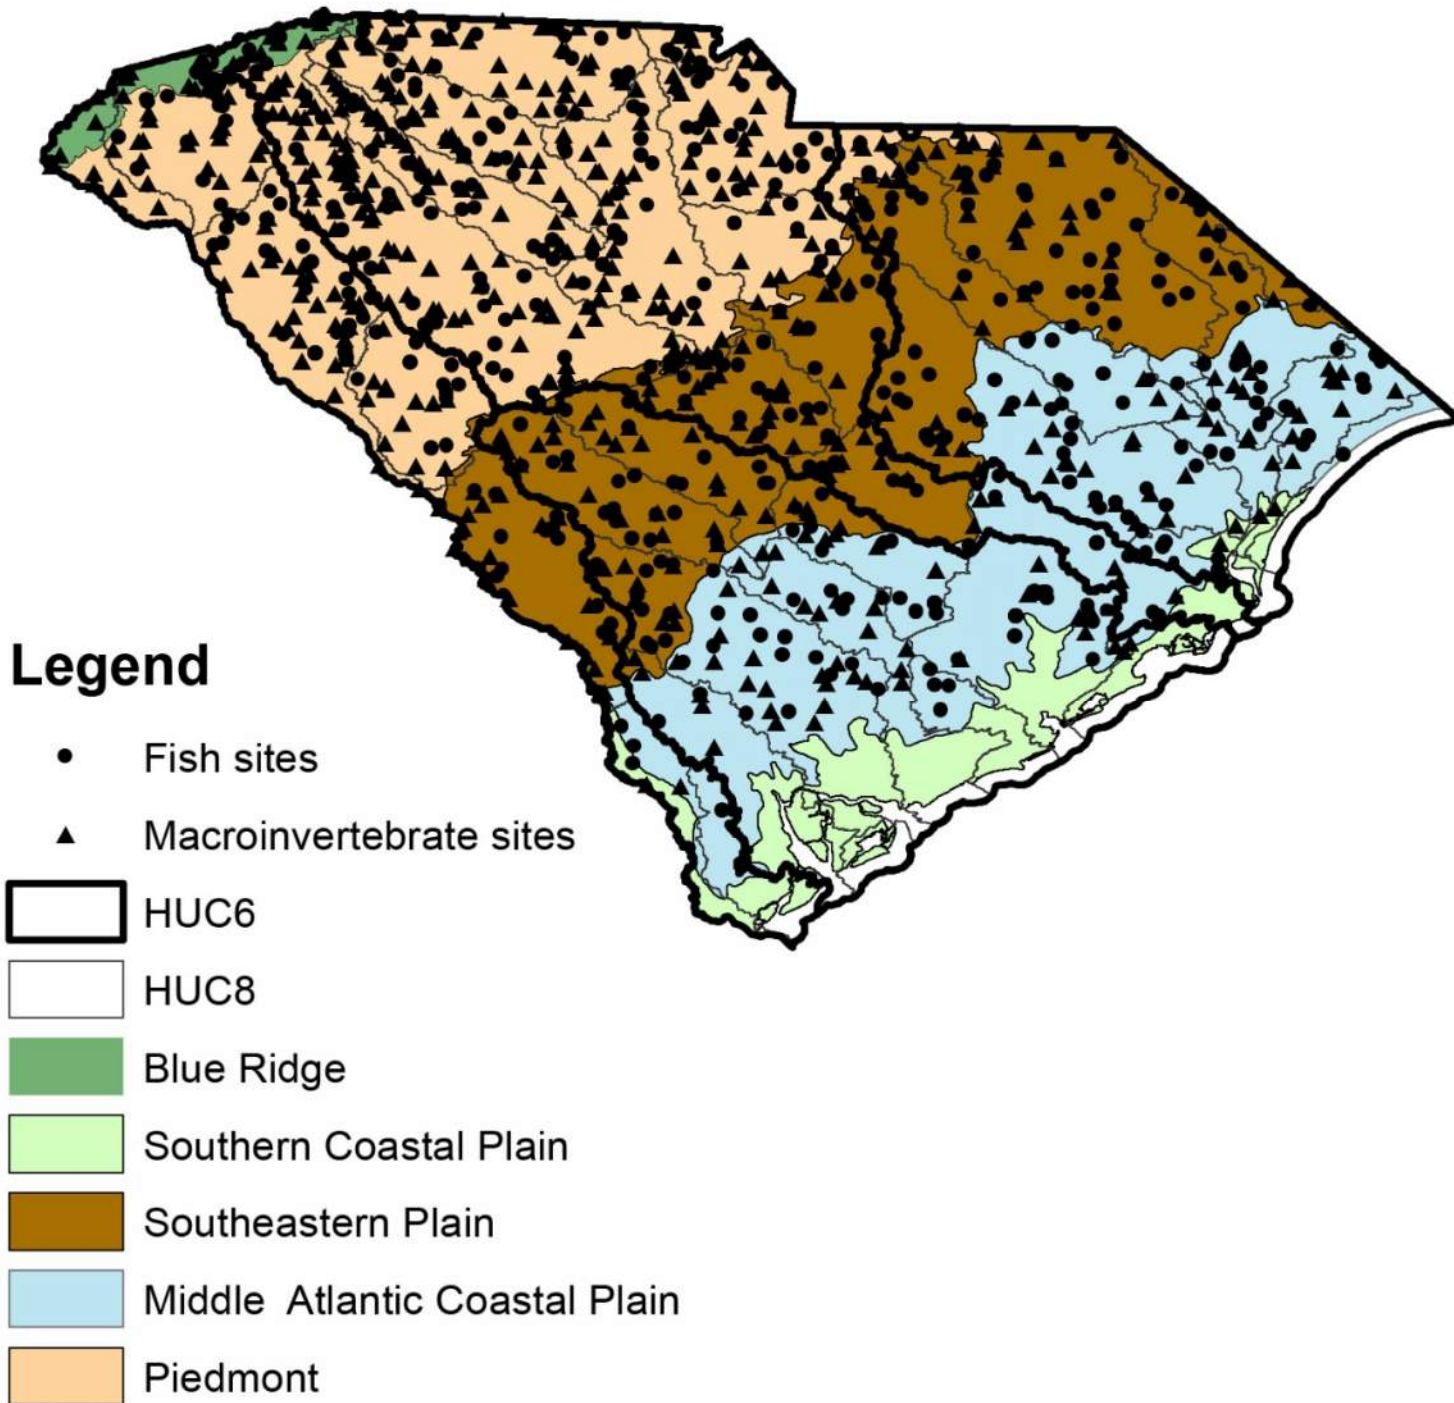 Legend
Fish sites
Macroinvertebrate sites
HUC6
HUC8
Blue Ridge
Southern Coastal Plain
Southeastern Plain
Middle  Atlantic Coastal Plain
Piedmont